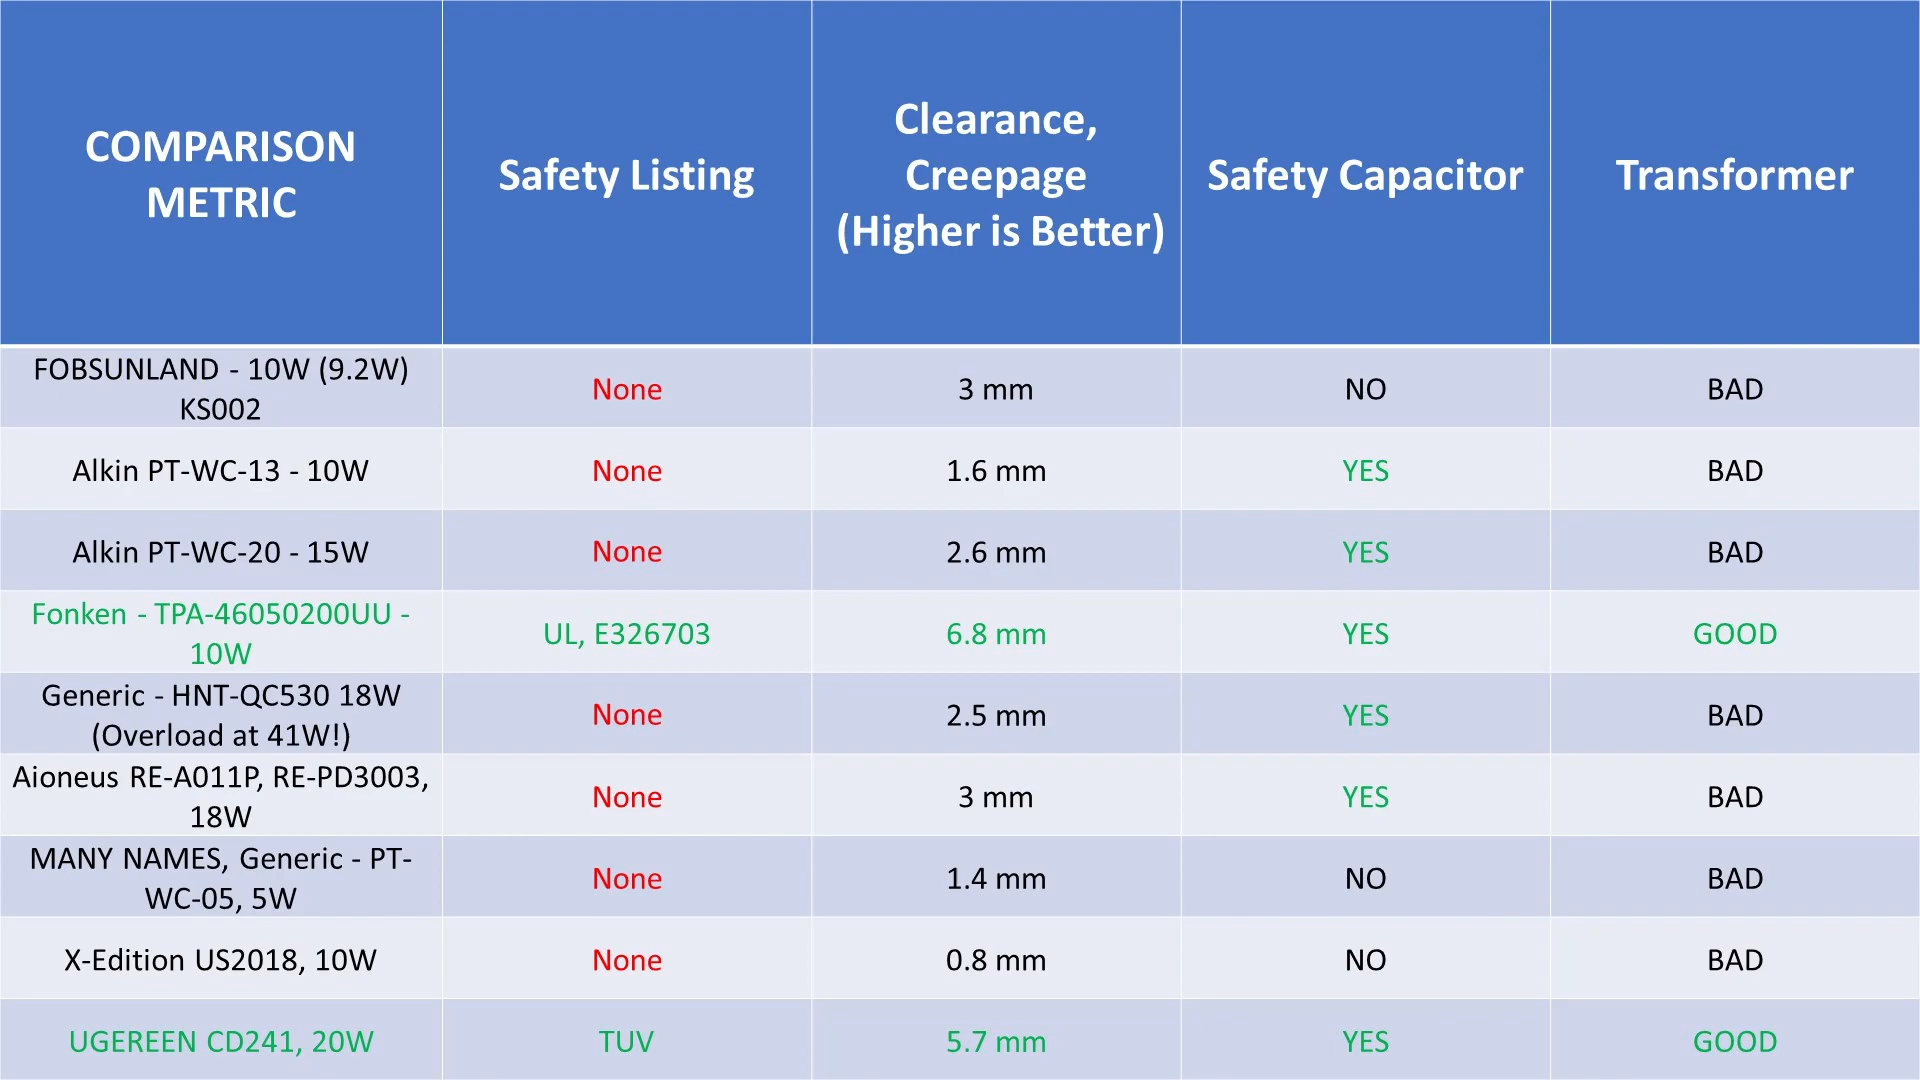 COMPARISON
METRIC
Safety Listing
Clearance,
Creepage
(Higher is Better)
Safety Capacitor
Transformer
FOBSUNLAND - 10W (9.2W)
KS002
None
3 mm
NO
BAD
Alkin PT-WC-13 - 10W
None
1.6 mm
YES
BAD
Alkin PT-WC-20 - 15W
None
2.6 mm
YES
BAD
Fonken - TPA-46050200UU -
10W
UL, E326703
6.8 mm
YES
GOOD
Generic - HNT-QC530 18W
(Overload at 41W!)
None
2.5 mm
YES
BAD
Aioneus RE-A011P, RE-PD3003,
18W
None
3 mm
YES
BAD
MANY NAMES, Generic - PT-
WC-05, 5W
None
1.4 mm
NO
BAD
X-Edition US2018, 10W
None
0.8 mm
NO
BAD
UGEREEN CD241, 20W
TUV
5.7 mm
YES
GOOD